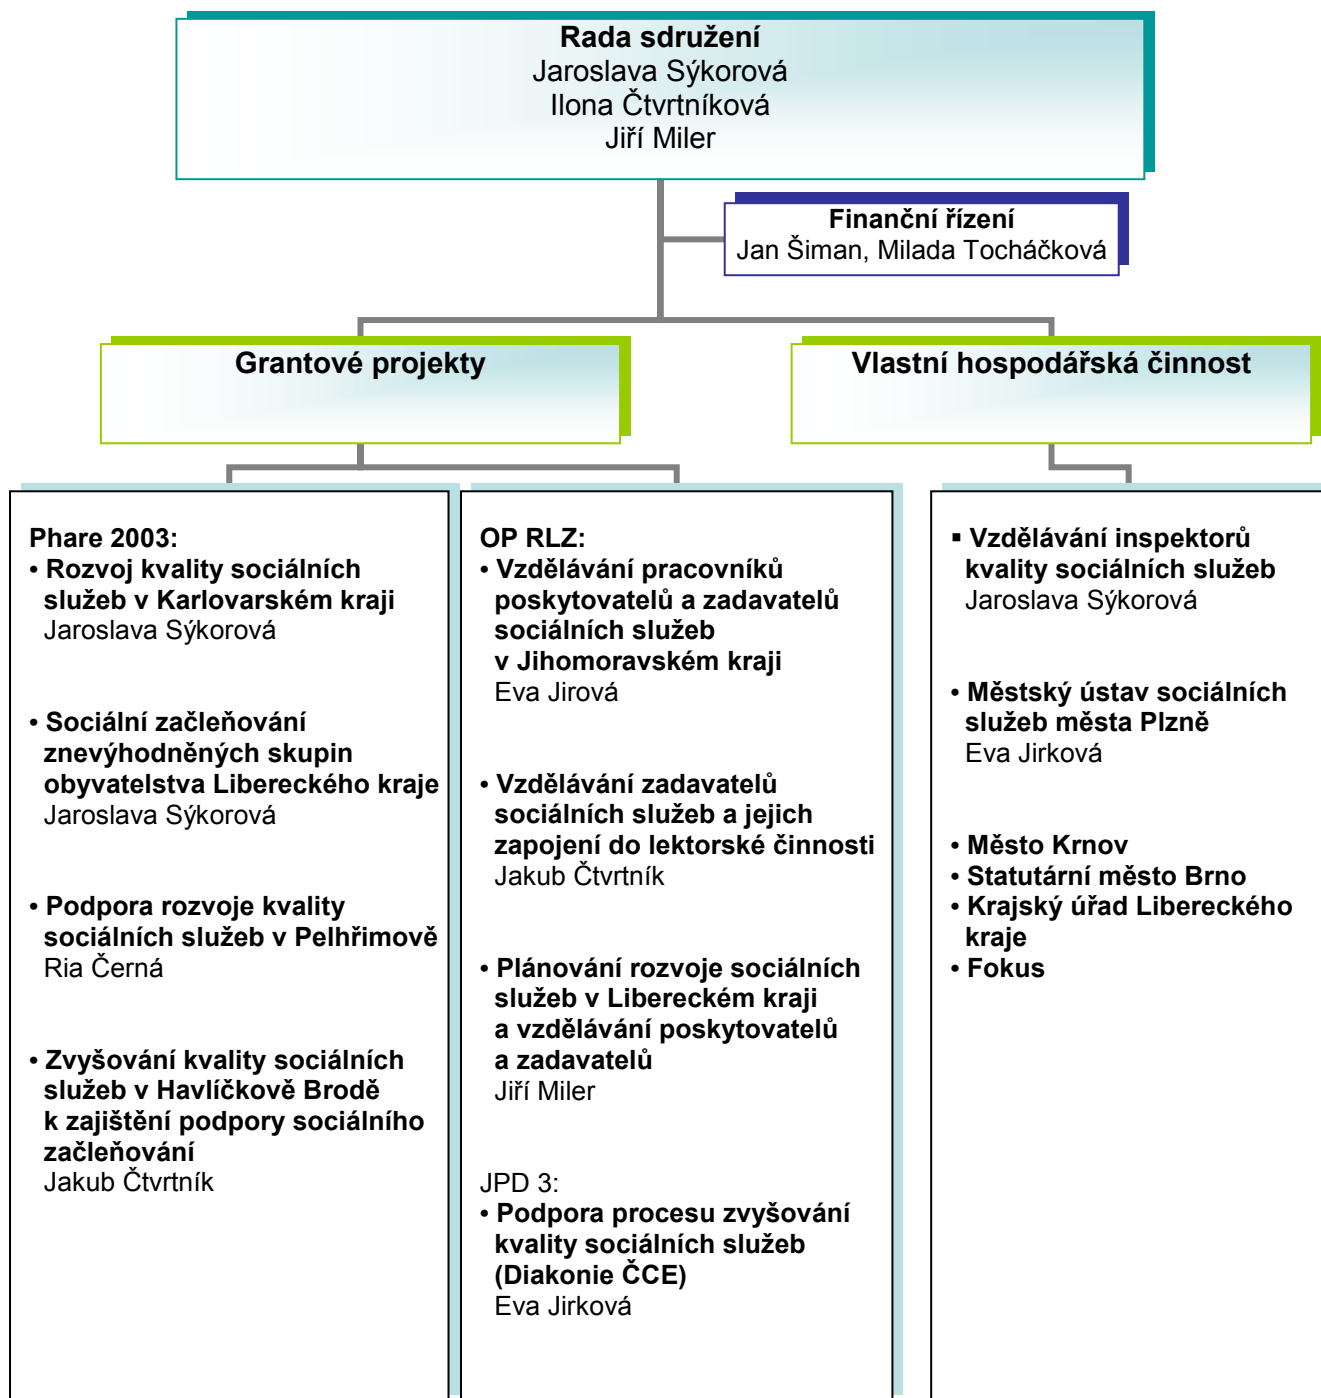 Rada sdružení
Jaroslava Sýkorová
Ilona Čtvrtníková
Jiří Miler
Finanční řízení
Jan Šiman, Milada Tocháčková
Grantové projekty
Vlastní hospodářská činnost
Phare 2003:
• Rozvoj kvality sociálních
služeb v Karlovarském kraji
Jaroslava Sýkorová
• Sociální začleňování
znevýhodněných skupin
obyvatelstva Libereckého kraje
Jaroslava Sýkorová
• Podpora rozvoje kvality
sociálních služeb v Pelhřimově
Ria Černá
• Zvyšování kvality sociálních
služeb v Havlíčkově Brodě
k zajištění podpory sociálního
začleňování
Jakub Čtvrtník
OP RLZ:
• Vzdělávání pracovníků
poskytovatelů a zadavatelů
sociálních služeb
v Jihomoravském kraji
Eva Jirová
• Vzdělávání zadavatelů
sociálních služeb a jejich
zapojení do lektorské činnosti
Jakub Čtvrtník
• Plánování rozvoje sociálních
služeb v Libereckém kraji
a vzdělávání poskytovatelů
a zadavatelů
Jiří Miler
JPD 3:
• Podpora procesu zvyšování
kvality sociálních služeb
(Diakonie ČCE)
Eva Jirková
▪ Vzdělávání inspektorů
kvality sociálních služeb
Jaroslava Sýkorová
• Městský ústav sociálních
služeb města Plzně
Eva Jirková
• Město Krnov
• Statutární město Brno
• Krajský úřad Libereckého
kraje
• Fokus